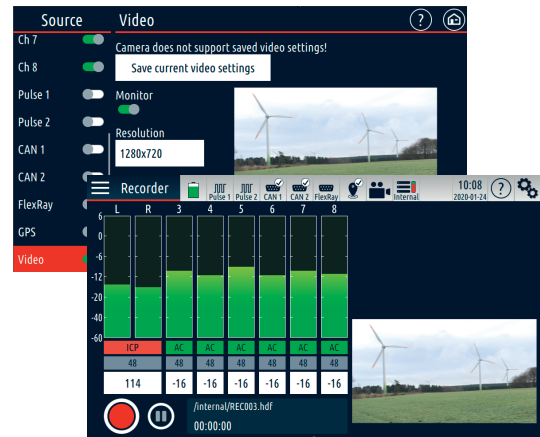 Source
Video
?
Ch 7
Ch 8
Pulse 1
Pulse 2
CAN 1
CAN 2
FlexRay
GPS
Video
Camera does not support saved video settings!
Save current video settings
Monitor
Resolution
1280x720
Recorder
Pulse 1 Pulse 2 CAN 1 CAN 2 FlexRay Internal
10:08
2020-01-24
?
L R 3 4 5 6 7 8
6
0
-6
-12
-20
-40
-60
ICP AC AC AC AC AC AC
48 48 48 48 48 48 48
114 -16 -16 -16 -16 -16 -16
/internal/REC003.hdf
00:00:00